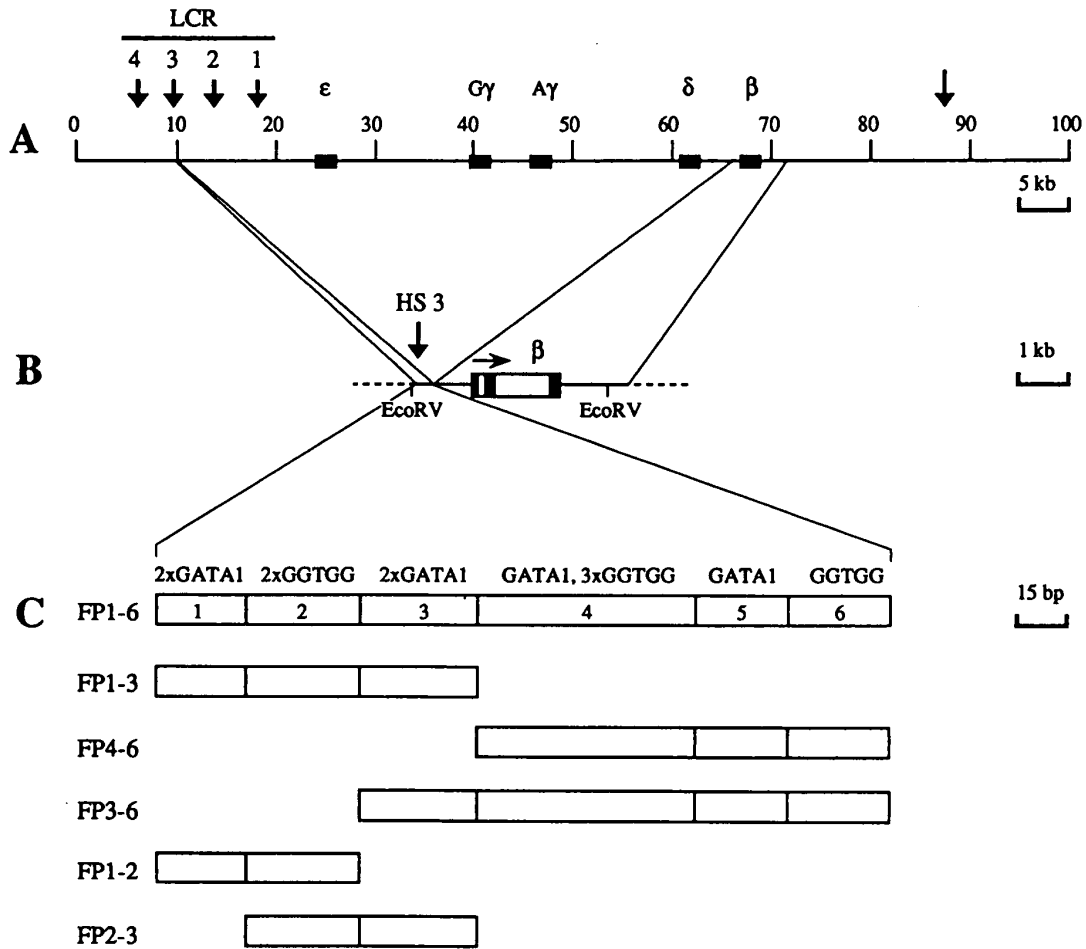 LCR
4 3 2 1
ε Gγ Aγ δ β
0 10 20 30 40 50 60 70 80 90 100
A
5 kb
HS 3
β
1 kb
B
EcoRV EcoRV
2xGATA1 2xGGTGG 2xGATA1 GATA1, 3xGGTGG GATA1 GGTGG
15 bp
C FP1-6 1 2 3 4 5 6
FP1-3
FP4-6
FP3-6
FP1-2
FP2-3